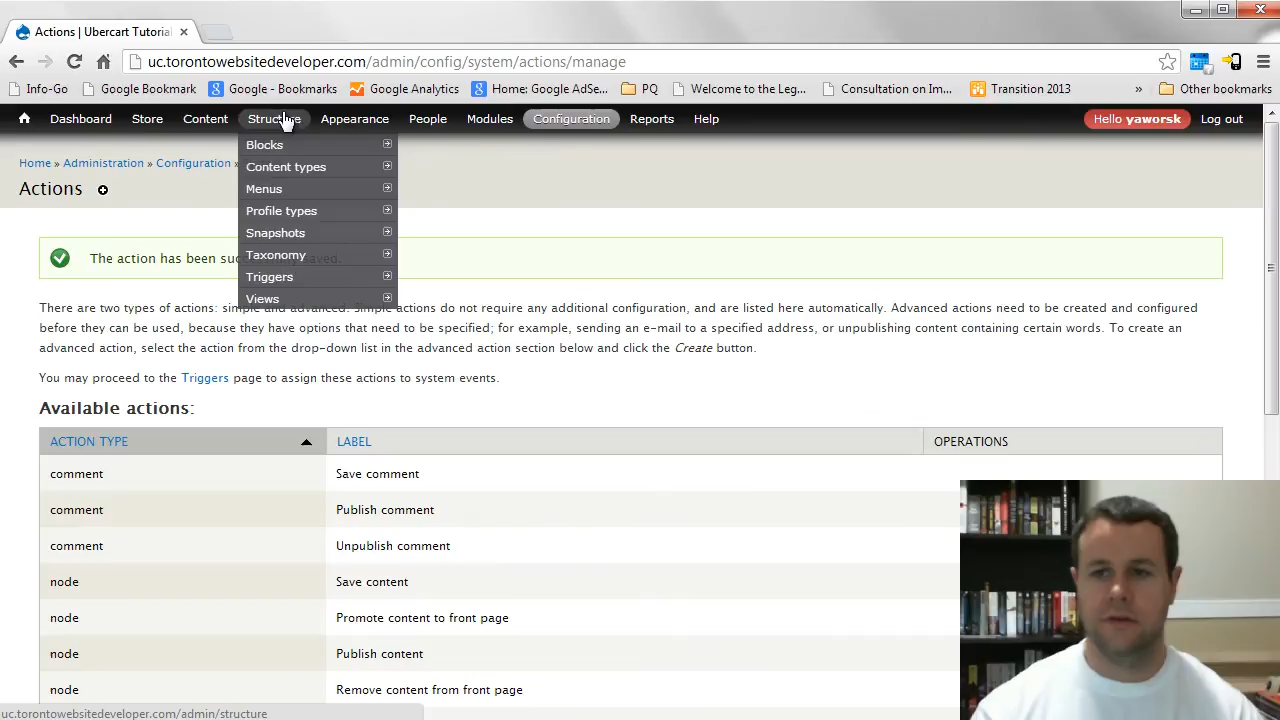 Actions | Ubercart Tutorial
uc.torontowebsitedeveloper.com/admin/config/system/actions/manage
Info-Go
Google Bookmark
Google Bookmarks
Google Analytics
Home: Google AdSe...
PQ
Welcome to the Leg...
Consultation on Im...
Transition 2013
Other bookmarks
Dashboard
Store
Content
Structure
Appearance
People
Modules
Configuration
Reports
Help
Hello yaworsk
Log out
Blocks
Content types
Menus
Profile types
Snapshots
Taxonomy
Triggers
Views
Home » Administration » Configuration »
Actions
The action has been successfully saved.
There are two types of actions: simple and advanced. Simple actions do not require any additional configuration, and are listed here automatically. Advanced actions need to be created and configured
before they can be used, because they have options that need to be specified; for example, sending an e-mail to a specified address, or unpublishing content containing certain words. To create an
advanced action, select the action from the drop-down list in the advanced action section below and click the Create button.
You may proceed to the Triggers page to assign these actions to system events.
Available actions:
ACTION TYPE
LABEL
OPERATIONS
comment
Save comment
comment
Publish comment
comment
Unpublish comment
node
Save content
node
Promote content to front page
node
Publish content
node
Remove content from front page
uc.torontowebsitedeveloper.com/admin/structure